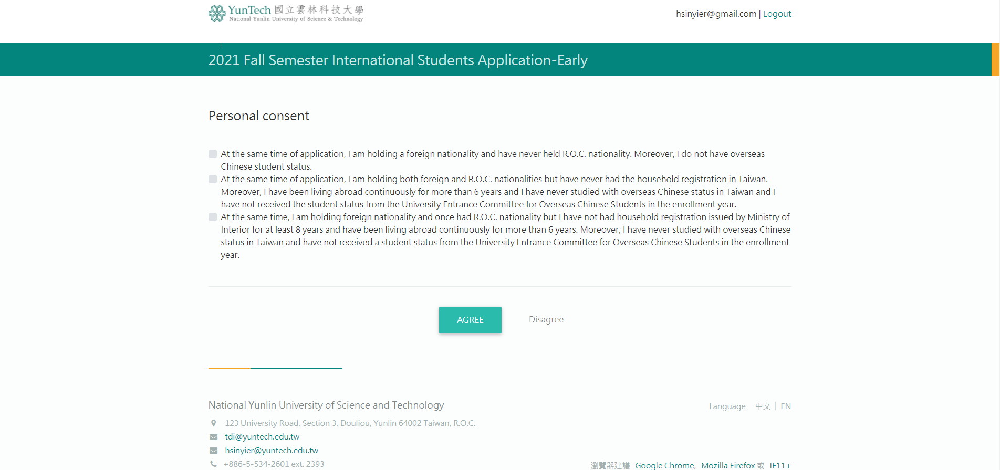 YunTech 國立雲林科技大學
National Yunlin University of Science & Technology
hsinyier@gmail.com | Logout
2021 Fall Semester International Students Application-Early
Personal consent
At the same time of application, I am holding a foreign nationality and have never held R.O.C. nationality. Moreover, I do not have overseas
Chinese student status.
At the same time of application, I am holding both foreign and R.O.C. nationalities but have never had the household registration in Taiwan.
Moreover, I have been living abroad continuously for more than 6 years and I have never studied with overseas Chinese status in Taiwan and I
have not received the student status from the University Entrance Committee for Overseas Chinese Students in the enrollment year.
At the same time, I am holding foreign nationality and once had R.O.C. nationality but I have not had household registration issued by Ministry of
Interior for at least 8 years and have been living abroad continuously for more than 6 years. Moreover, I have never studied with overseas Chinese
status in Taiwan and have not received a student status from the University Entrance Committee for Overseas Chinese Students in the enrollment
year.
AGREE
Disagree
National Yunlin University of Science and Technology
Language 中文 | EN
123 University Road, Section 3, Douliou, Yunlin 64002 Taiwan, R.O.C.
tdi@yuntech.edu.tw
hsinyier@yuntech.edu.tw
+886-5-534-2601 ext. 2393
瀏覽器建議 Google Chrome, Mozilla Firefox 或 IE11+